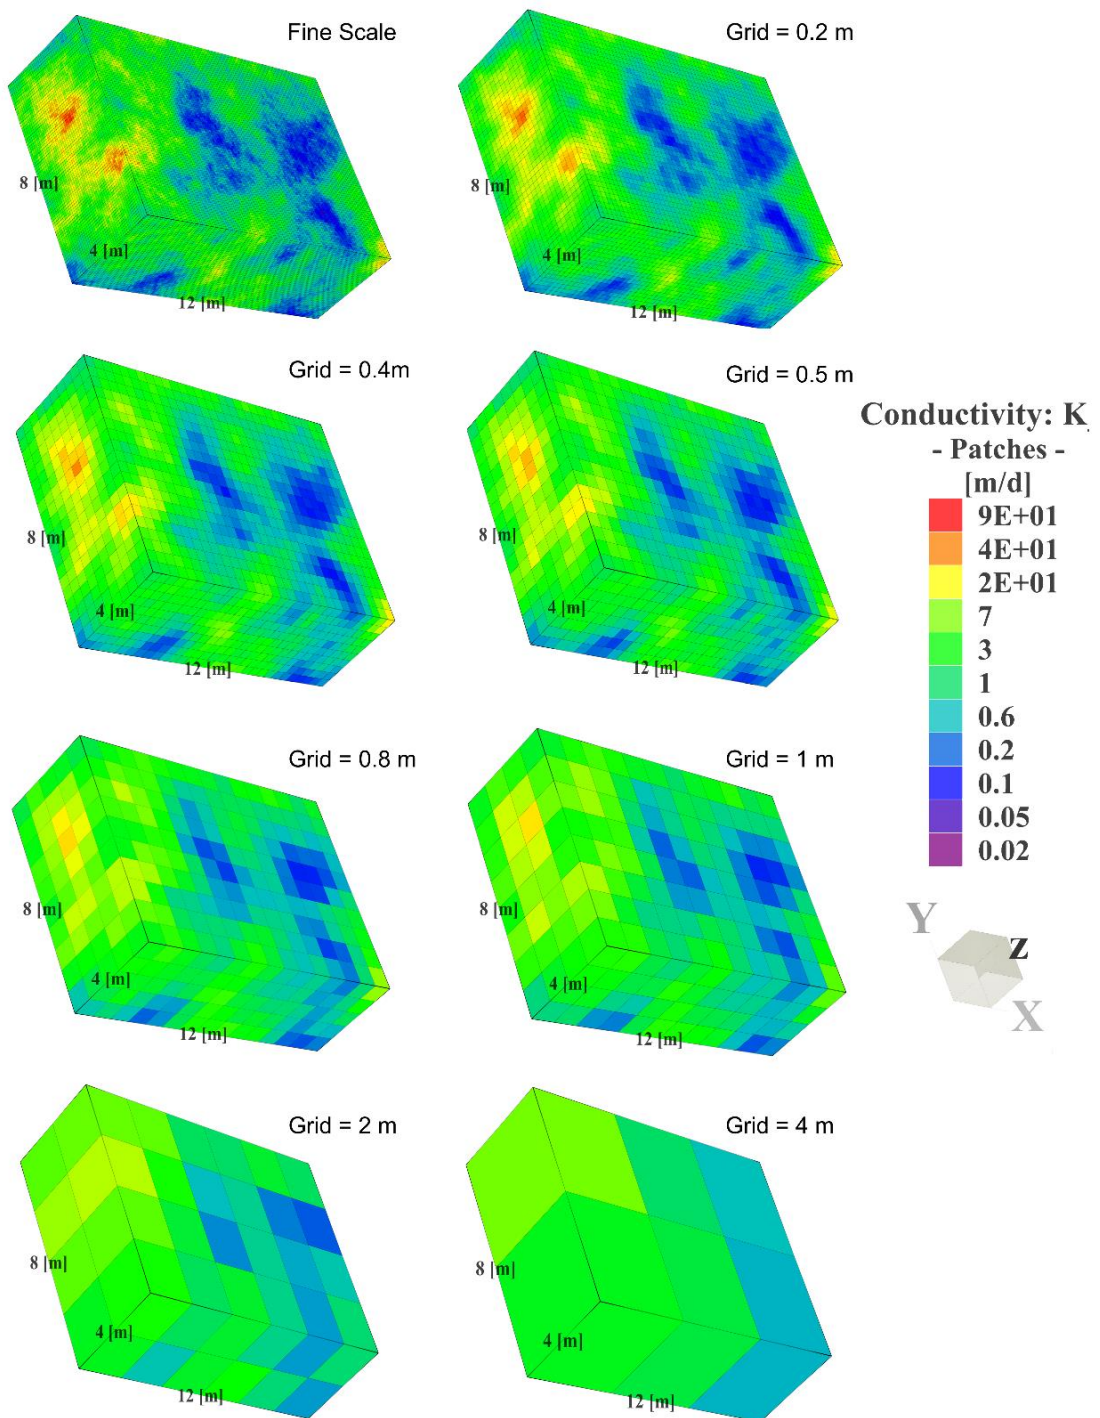 Fine Scale
Grid = 0.2 m
8 [m]
4 [m]
12 [m]
8 [m]
4 [m]
12 [m]
Grid = 0.4m
Grid = 0.5 m
8 [m]
4 [m]
12 [m]
8 [m]
4 [m]
12 [m]
Conductivity: K
- Patches -
[m/d]
9E+01
4E+01
2E+01
7
3
1
0.6
0.2
0.1
0.05
0.02
Grid = 0.8 m
Grid = 1 m
8 [m]
4 [m]
12 [m]
8 [m]
4 [m]
12 [m]
Y
Z
X
Grid = 2 m
Grid = 4 m
8 [m]
4 [m]
12 [m]
8 [m]
4 [m]
12 [m]